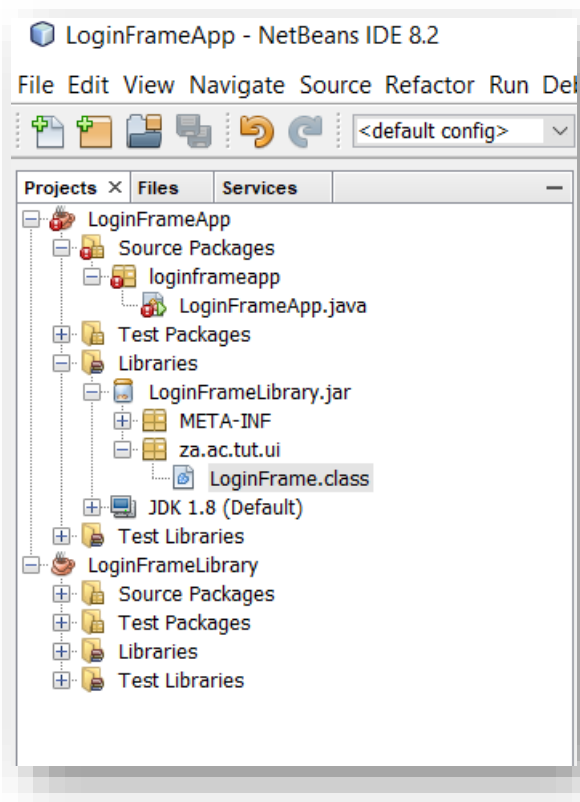 LoginFrameApp - NetBeans IDE 8.2
File Edit View Navigate Source Refactor Run
<default config>
Projects Files Services
LoginFrameApp
Source Packages
loginframeapp
LoginFrameApp.java
Test Packages
Libraries
LoginFrameLibrary.jar
META-INF
za.ac.tut.ui
LoginFrame.class
JDK 1.8 (Default)
Test Libraries
LoginFrameLibrary
Source Packages
Test Packages
Libraries
Test Libraries